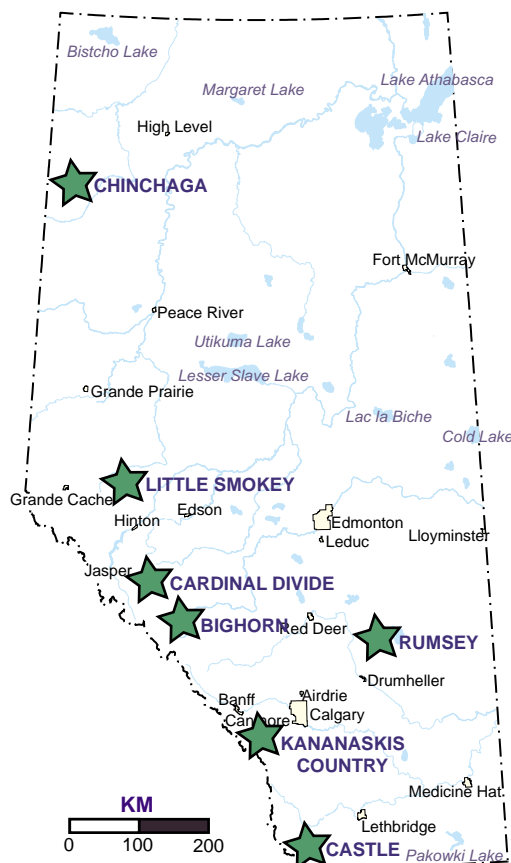 Bistcho Lake
Margaret Lake
Lake Athabasca
High Level
Lake Claire
CHINCHAGA
Fort McMurray
Peace River
Utikuma Lake
Lesser Slave Lake
Grande Prairie
Lac la Biche
Cold Lake
LITTLE SMOKEY
Grande Cache
Edson
Hinton
Edmonton
Lloyminster
Leduc
Jasper
CARDINAL DIVIDE
BIGHORN
Red Deer
RUMSEY
Drumheller
Banff
Airdrie
Canmore
Calgary
KANANASKIS
COUNTRY
Medicine Hat
KM
0 100 200
Lethbridge
CASTLE
Pakowki Lake